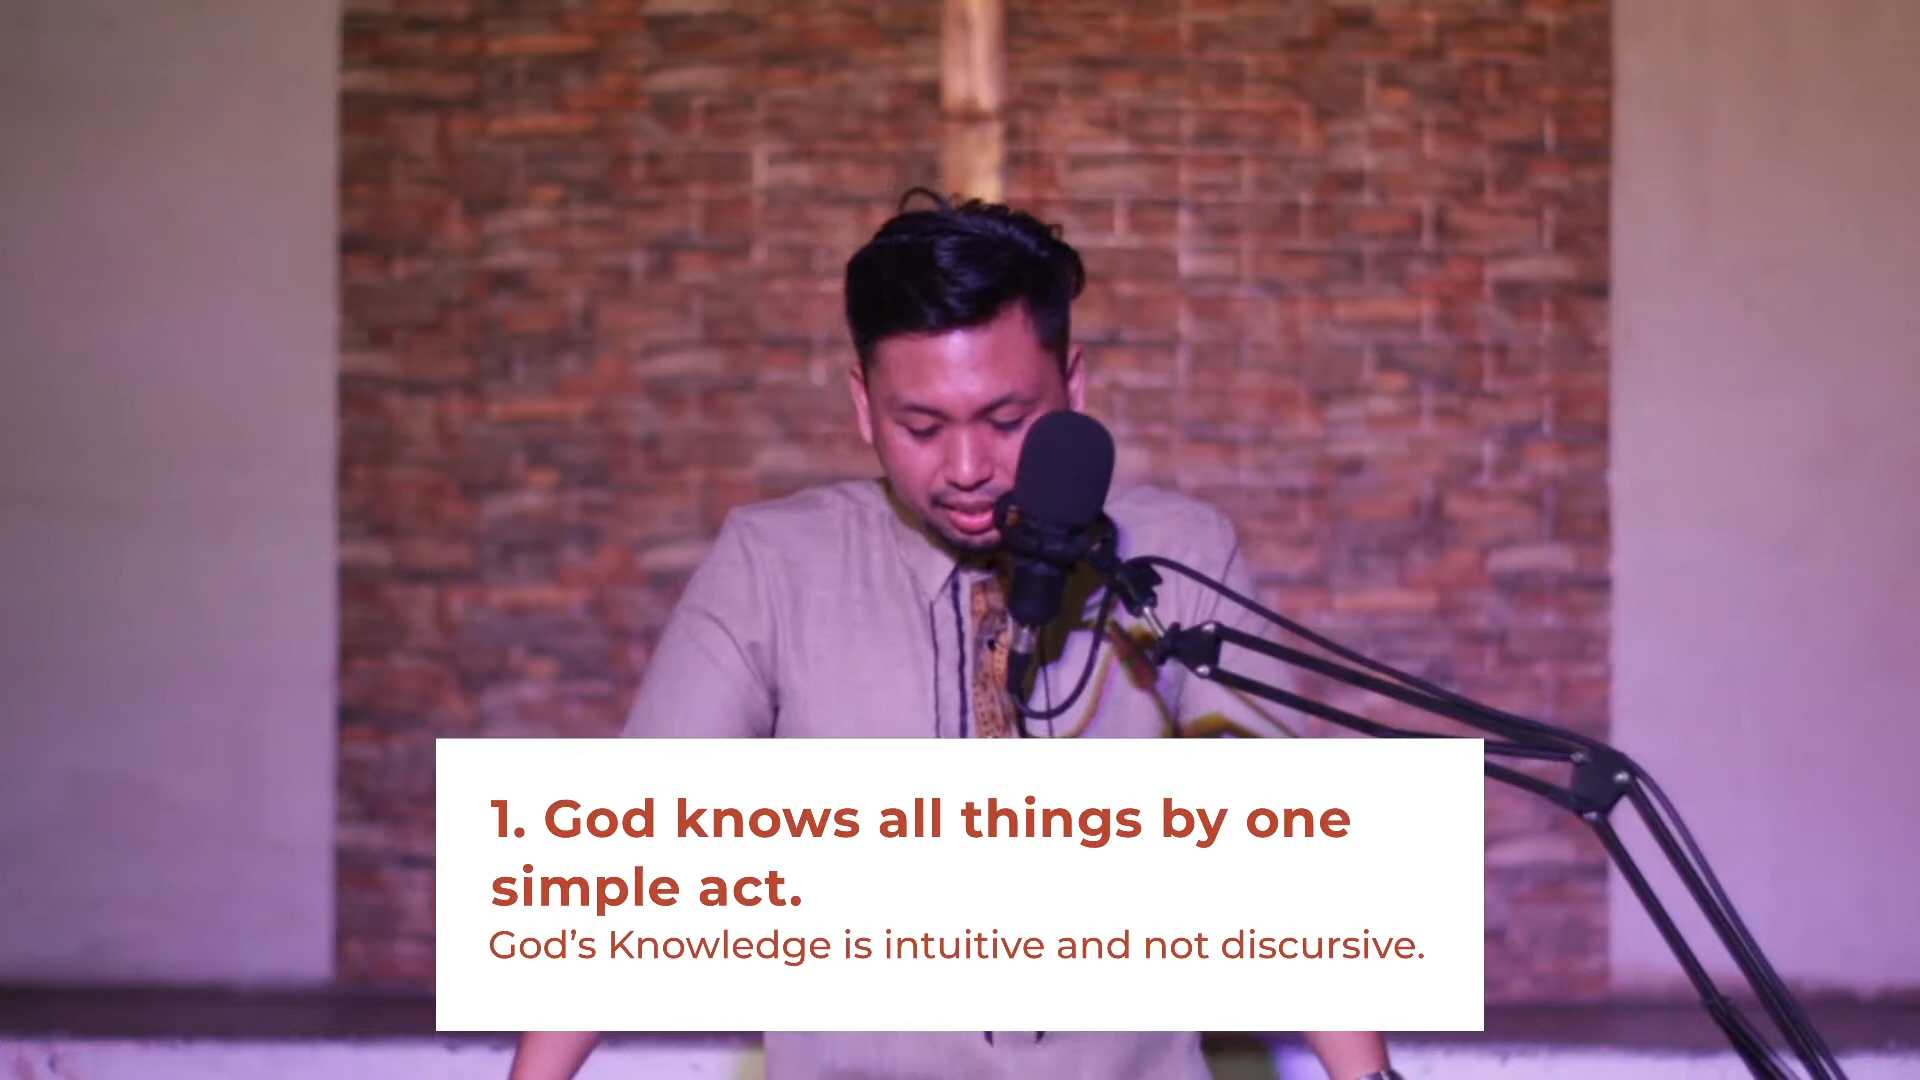 1. God knows all things by one
simple act.
God’s Knowledge is intuitive and not discursive.